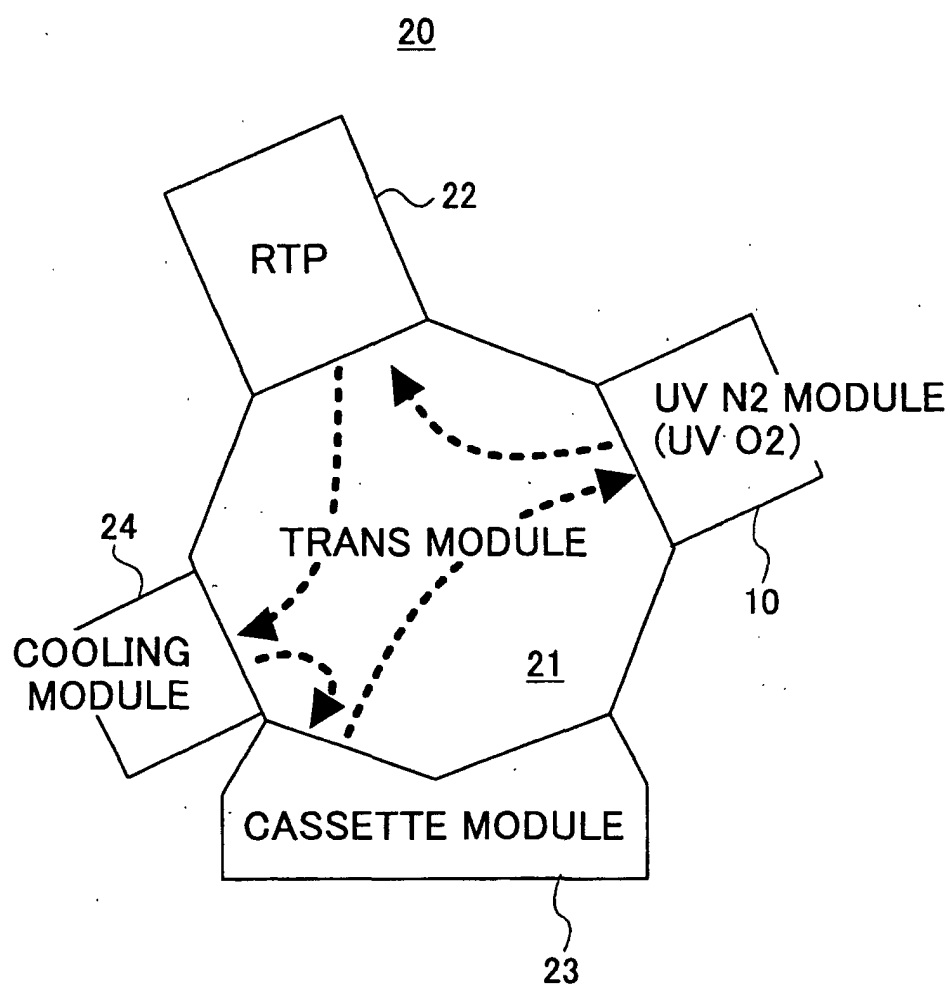 20
22
RTP
UV N2 MODULE
(UV O2)
24
TRANS MODULE
10
COOLING
MODULE
21
CASSETTE MODULE
23